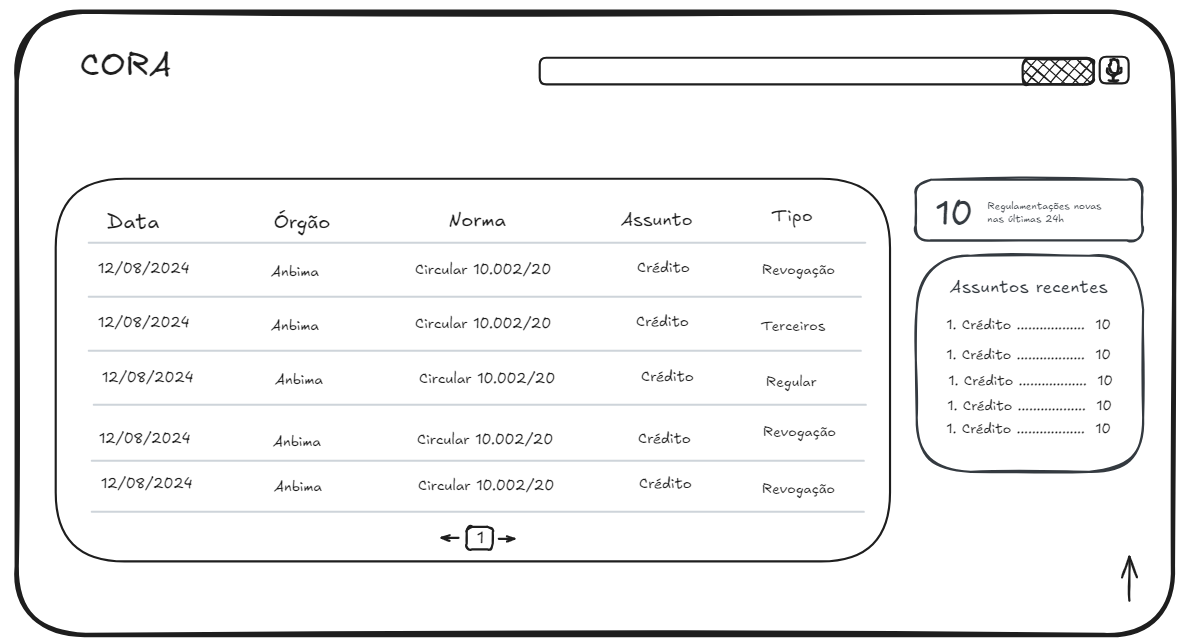 CORA
Data Órgão Norma Assunto Tipo
12/08/2024 Anbima Circular 10.002/20 Crédito Revogação
12/08/2024 Anbima Circular 10.002/20 Crédito Terceiros
12/08/2024 Anbima Circular 10.002/20 Crédito Regular
12/08/2024 Anbima Circular 10.002/20 Crédito Revogação
12/08/2024 Anbima Circular 10.002/20 Crédito Revogação
1
10
Regulamentações novas
nas últimas 24h
Assuntos recentes
1. Crédito .................. 10
1. Crédito .................. 10
1. Crédito .................. 10
1. Crédito .................. 10
1. Crédito .................. 10